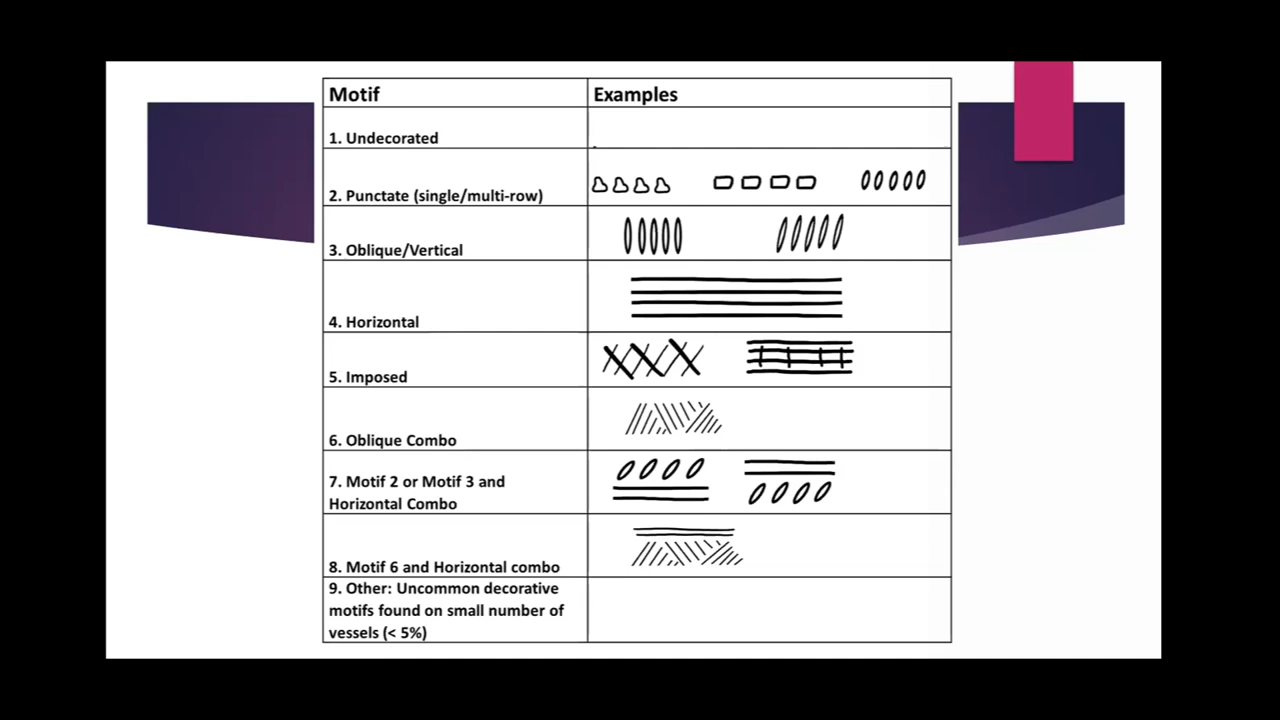 Motif
Examples
1. Undecorated
2. Punctate (single/multi-row)
3. Oblique/Vertical
4. Horizontal
5. Imposed
6. Oblique Combo
7. Motif 2 or Motif 3 and
Horizontal Combo
8. Motif 6 and Horizontal combo
9. Other: Uncommon decorative
motifs found on small number of
vessels (< 5%)